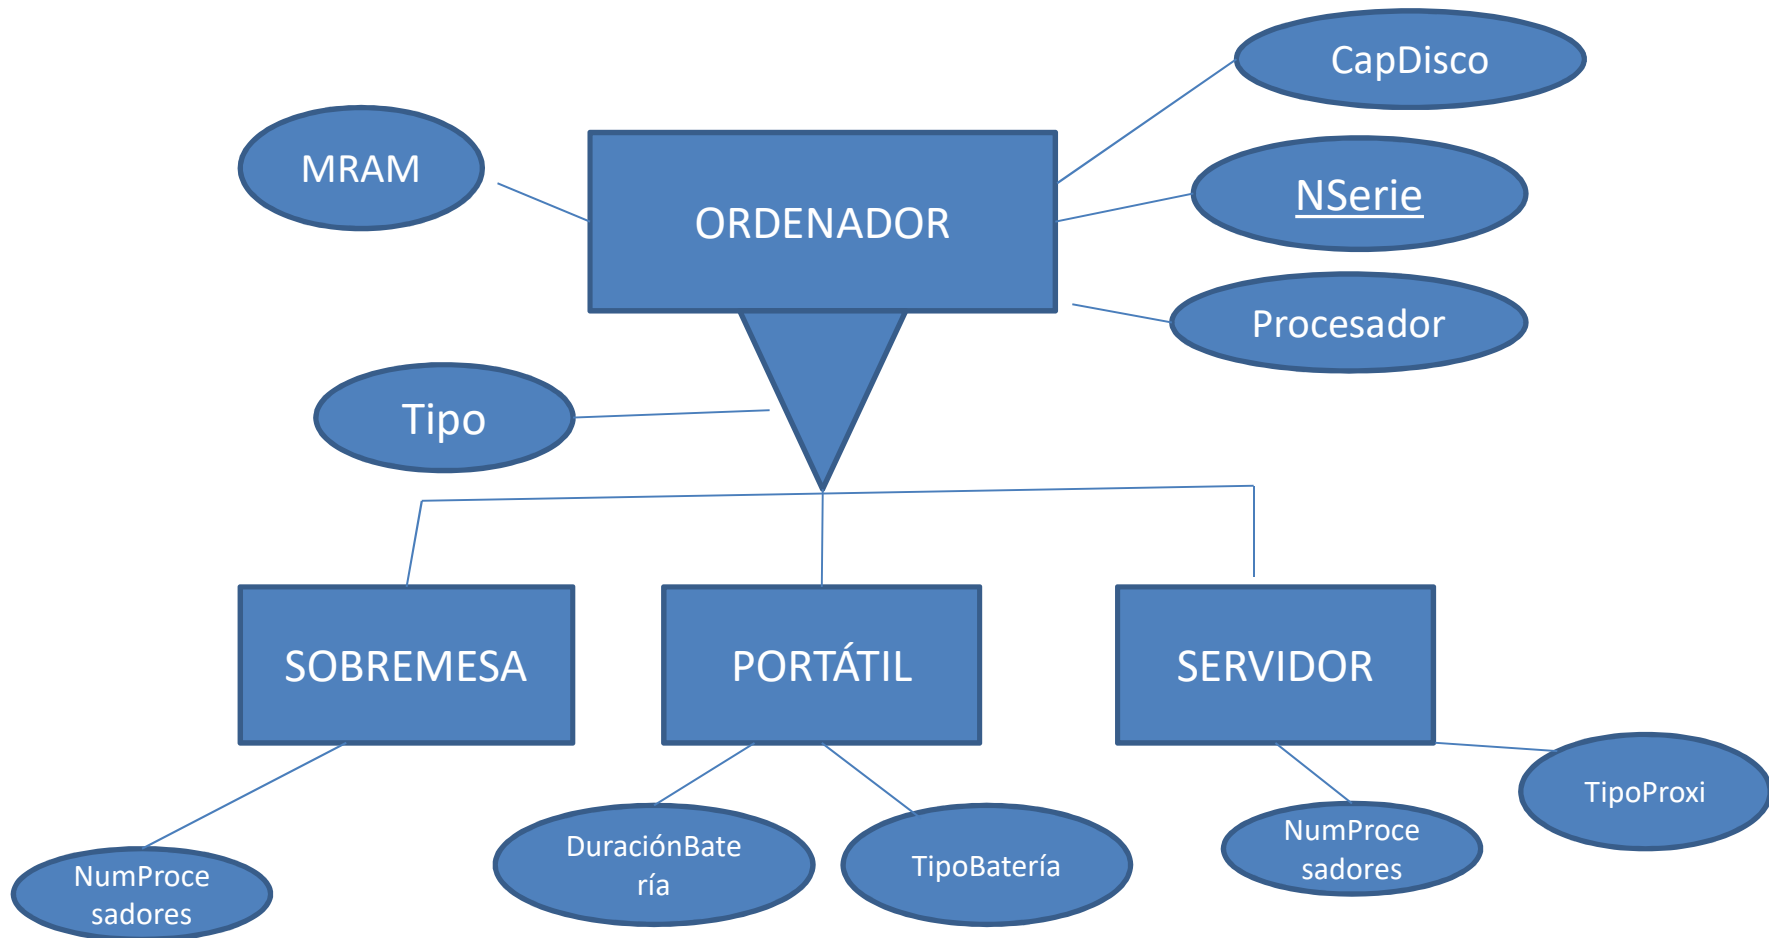 CapDisco
MRAM
NSerie
ORDENADOR
Procesador
Tipo
SOBREMESA
PORTÁTIL
SERVIDOR
TipoProxi
DuraciónBate
ría
TipoBatería
NumProce
sadores
NumProce
sadores